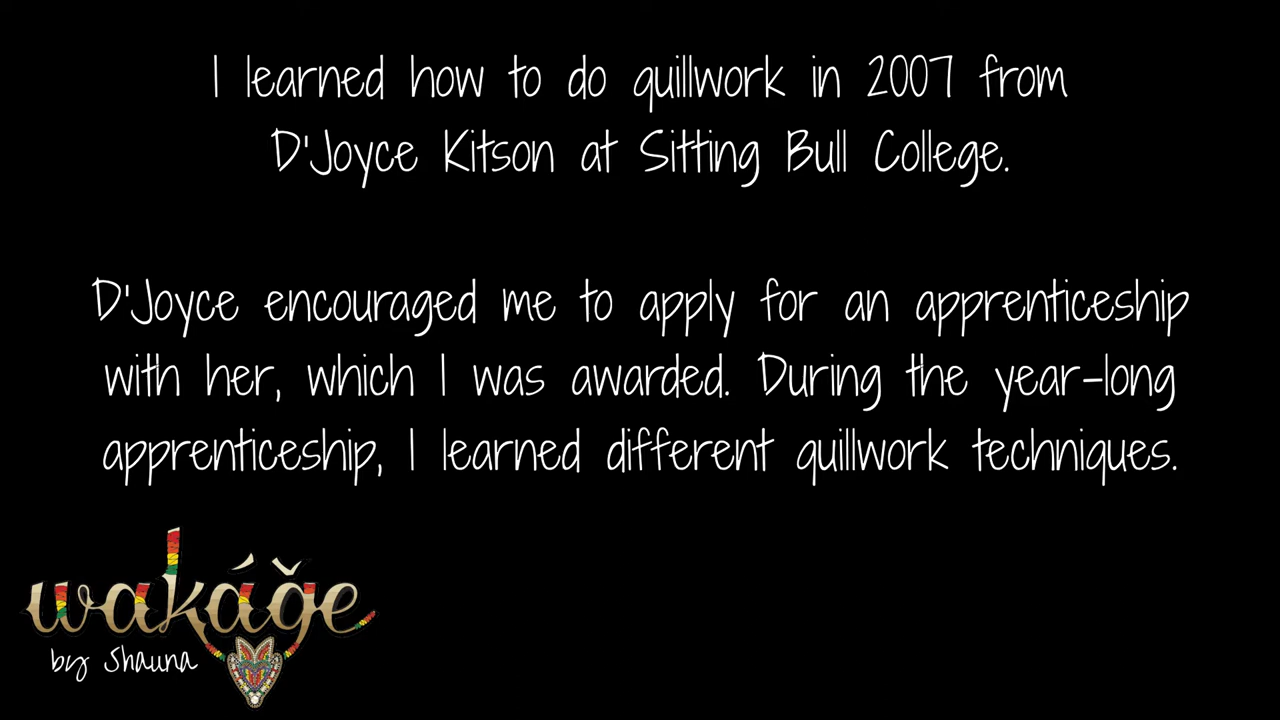 I learned how to do quillwork in 2007 from
D'Joyce Kitson at Sitting Bull College.
D'Joyce encouraged me to apply for an apprenticeship
with her, which I was awarded. During the year-long
apprenticeship, I learned different quillwork techniques.
wakáǧe
by Shauna